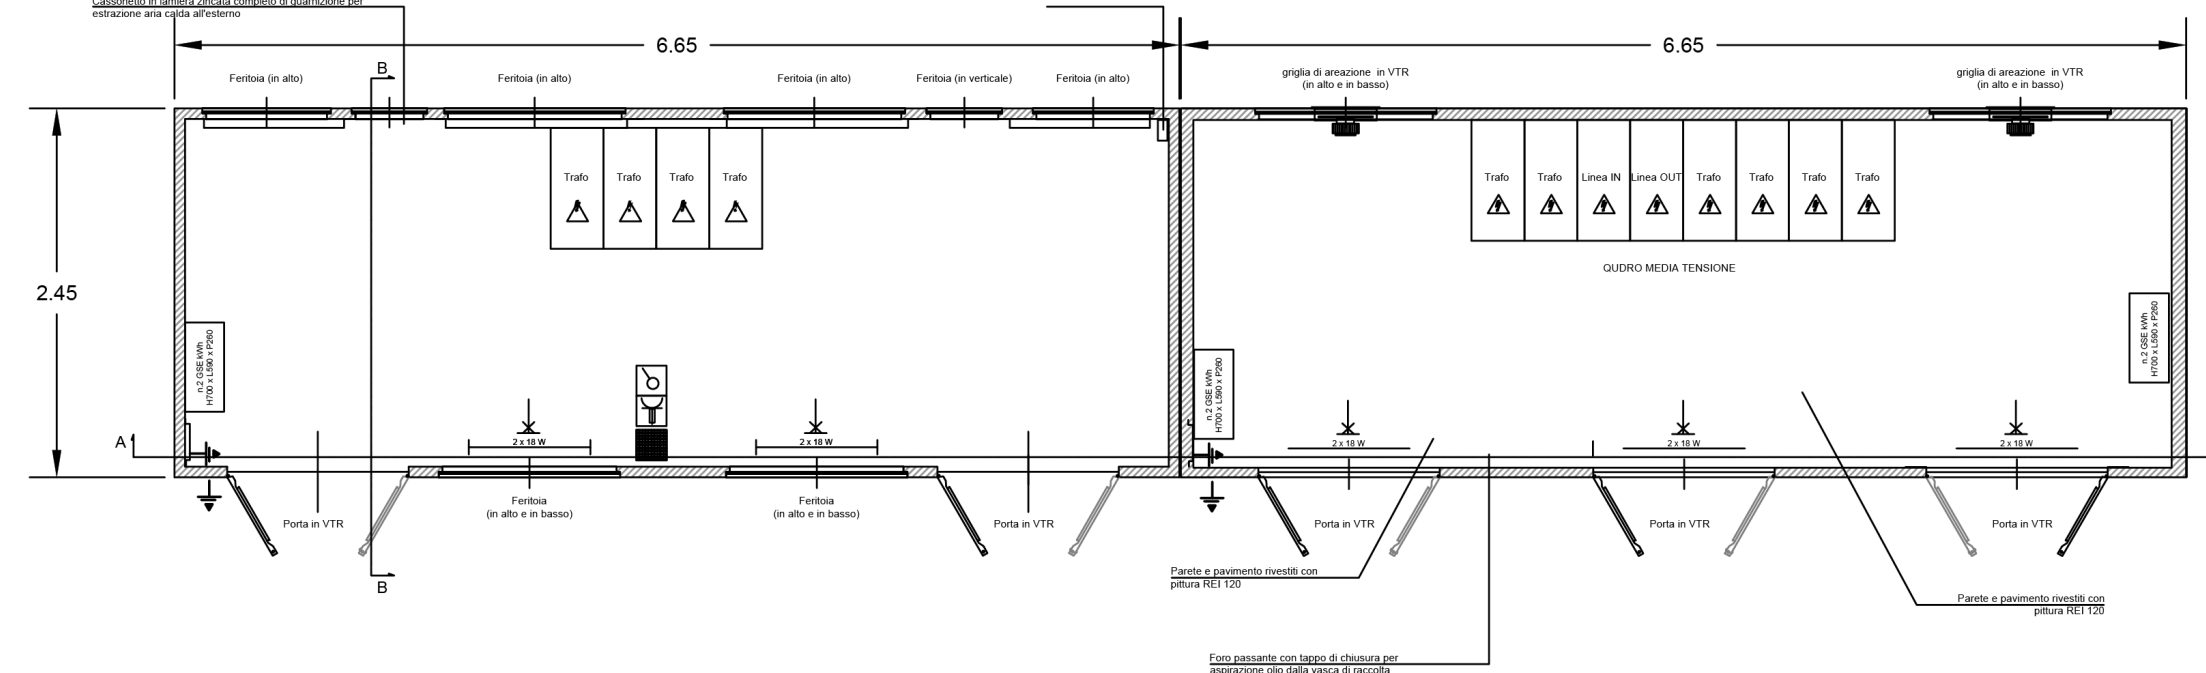 Cassonetto in lamiera zincata completo di guarnizione per
estrazione aria calda all'esterno
6.65
6.65
B
Feritoia (in alto)
Feritoia (in alto)
Feritoia (in alto)
Feritoia (in verticale)
Feritoia (in alto)
griglia di areazione in VTR
(in alto e in basso)
griglia di areazione in VTR
(in alto e in basso)
Trafo
Trafo
Trafo
Trafo
Trafo
Trafo
Linea IN
Linea OUT
Trafo
Trafo
Trafo
Trafo
QUDRO MEDIA TENSIONE
2.45
n.2 GSE kWh
H700 x L590 x P260
n.2 GSE kWh
H700 x L590 x P260
n.2 GSE kWh
H700 x L590 x P260
A
2 x 18 W
2 x 18 W
2 x 18 W
2 x 18 W
2 x 18 W
Porta in VTR
Feritoia
(in alto e in basso)
Feritoia
(in alto e in basso)
Porta in VTR
Porta in VTR
Porta in VTR
Porta in VTR
B
Parete e pavimento rivestiti con
pittura REI 120
Parete e pavimento rivestiti con
pittura REI 120
Foro passante con tappo di chiusura per
aspirazione olio dalla vasca di raccolta